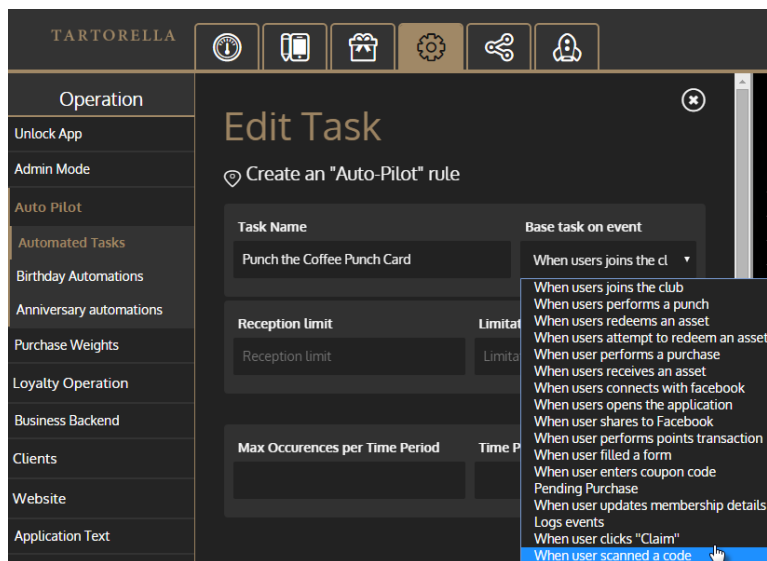 TARTORELLA
Operation
Unlock App
Admin Mode
Auto Pilot
Automated Tasks
Birthday Automations
Anniversary automations
Purchase Weights
Loyalty Operation
Business Backend
Clients
Website
Application Text
Edit Task
Create an "Auto-Pilot" rule
Task Name
Base task on event
Punch the Coffee Punch Card
When users joins the cl
Reception limit
Limitat
Reception limit
Limita
Max Occurences per Time Period
Time P
When users joins the club
When users performs a punch
When users redeems an asset
When users attempt to redeem an asset
When user performs a purchase
When users receives an asset
When users connects with facebook
When users opens the application
When user shares to Facebook
When user performs points transaction
When user filled a form
When user enters coupon code
Pending Purchase
When user updates membership details
Logs events
When user clicks "Claim"
When user scanned a code